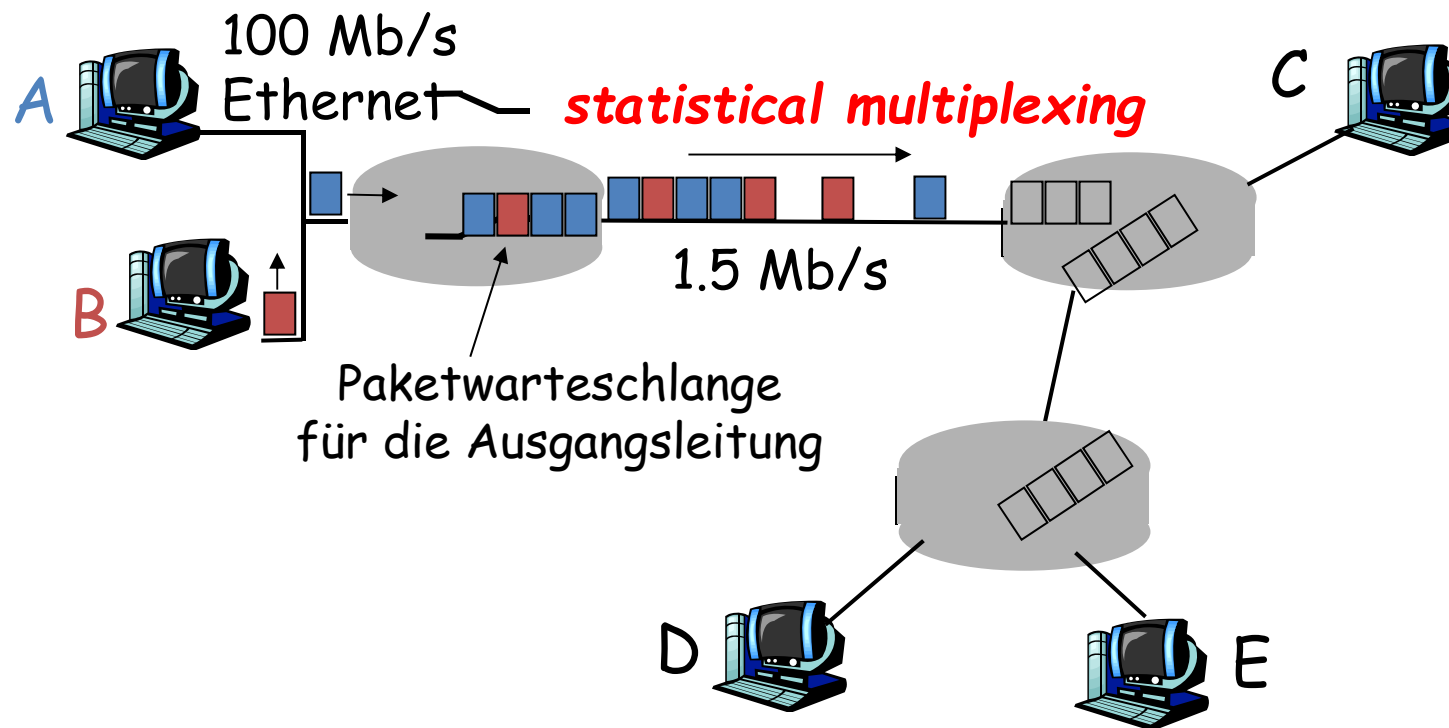 100 Mb/s
Ethernet
statistical multiplexing
A
C
B
1.5 Mb/s
Paketwarteschlange
für die Ausgangsleitung
D
E